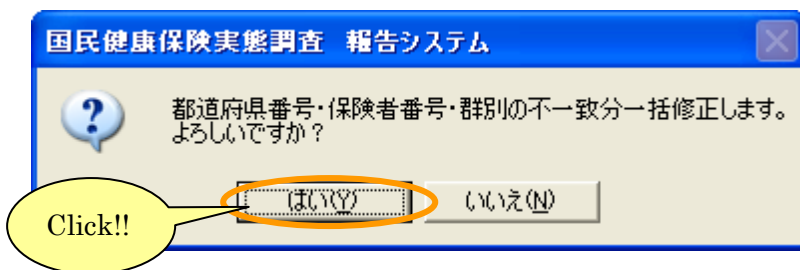 国民健康保険実態調査 報告システム
都道府県番号・保険者番号・群別の不一致分一括修正します。
よろしいですか？
はい(Y)
いいえ(N)
Click!!